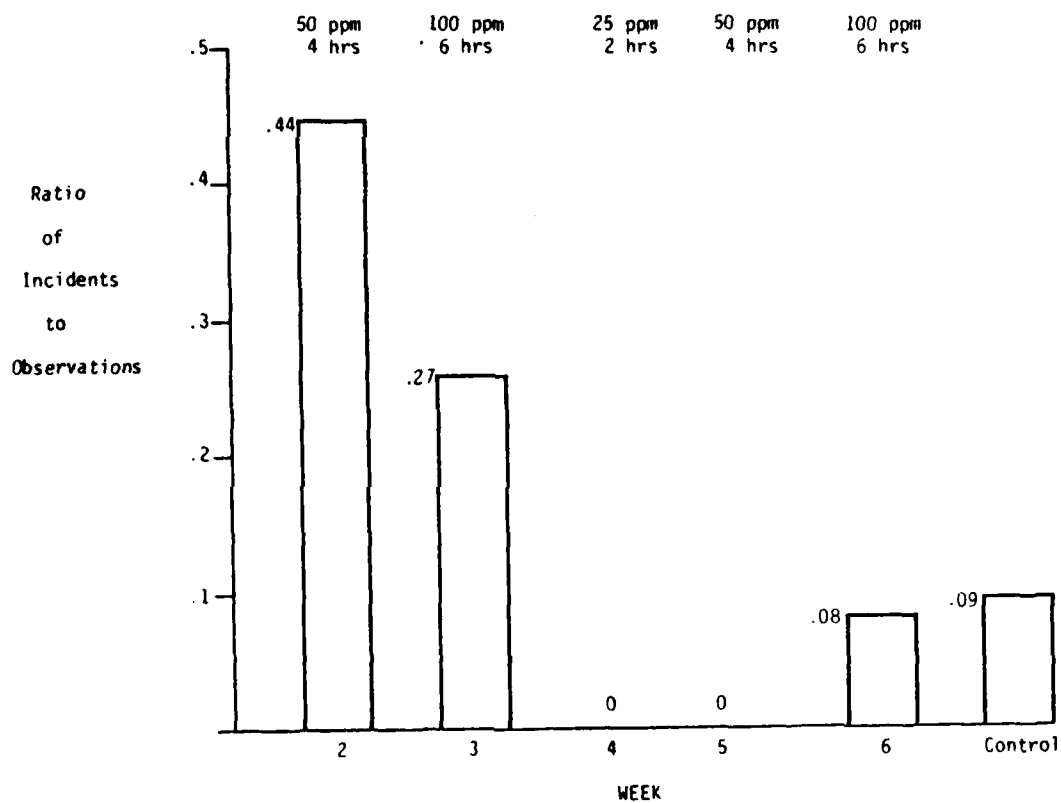 50 ppm 100 ppm 25 ppm 50 ppm 100 ppm
4 hrs 6 hrs 2 hrs 4 hrs 6 hrs
.5
.44
.4
Ratio
of
Incidents
to
Observations
.3
.27
.2
.1
.08
.09
0 0
2 3 4 5 6 Control
WEEK